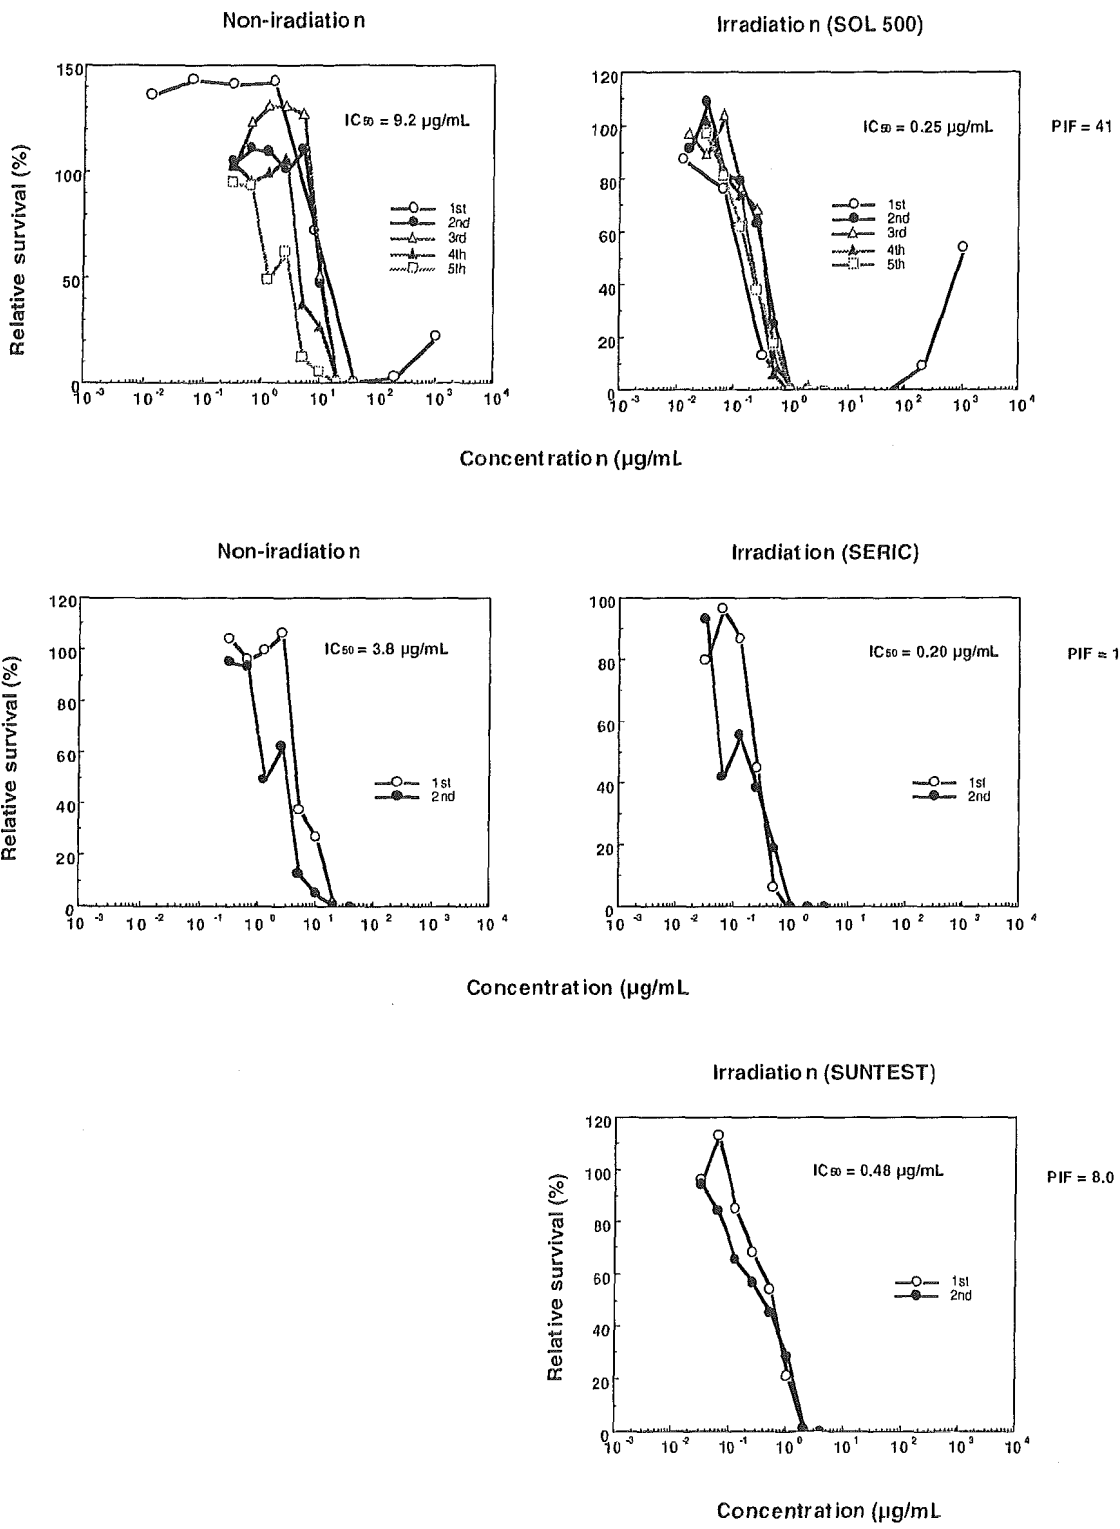 Non-iradiation
Irradiation (SOL 500)
150
100
50
0
Relative survival (%)
IC50 = 9.2 µg/mL
1st
2nd
3rd
4th
5th
10-3 10-2 10-1 100 101 102 103 104
120
100
80
60
40
20
0
IC50 = 0.25 µg/mL
PIF = 41
1st
2nd
3rd
4th
5th
10-3 10-2 10-1 100 101 102 103 104
Concentration (µg/mL
Non-iradiation
Irradiation (SERIC)
120
100
80
60
40
20
0
Relative survival (%)
IC50 = 3.8 µg/mL
1st
2nd
10-3 10-2 10-1 100 101 102 103 104
100
80
60
40
20
0
IC50 = 0.20 µg/mL
PIF = 1
1st
2nd
10-3 10-2 10-1 100 101 102 103 104
Concentration (µg/mL
Irradiation (SUNTEST)
120
100
80
60
40
20
0
Relative survival (%)
IC50 = 0.48 µg/mL
PIF = 8.0
1st
2nd
10-3 10-2 10-1 100 101 102 103 104
Concentration (µg/mL